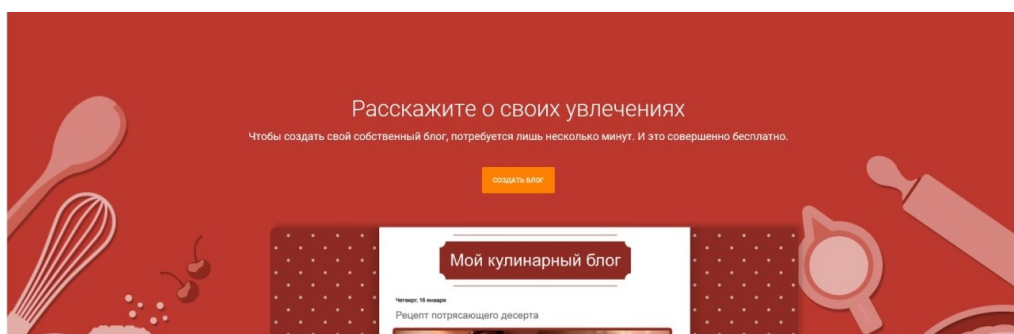 Расскажите о своих увлечениях
Чтобы создать свой собственный блог, потребуется лишь несколько минут. И это совершенно бесплатно.
СОЗДАТЬ БЛОГ
Мой кулинарный блог
Четверг, 16 января
Рецепт потрясающего десерта